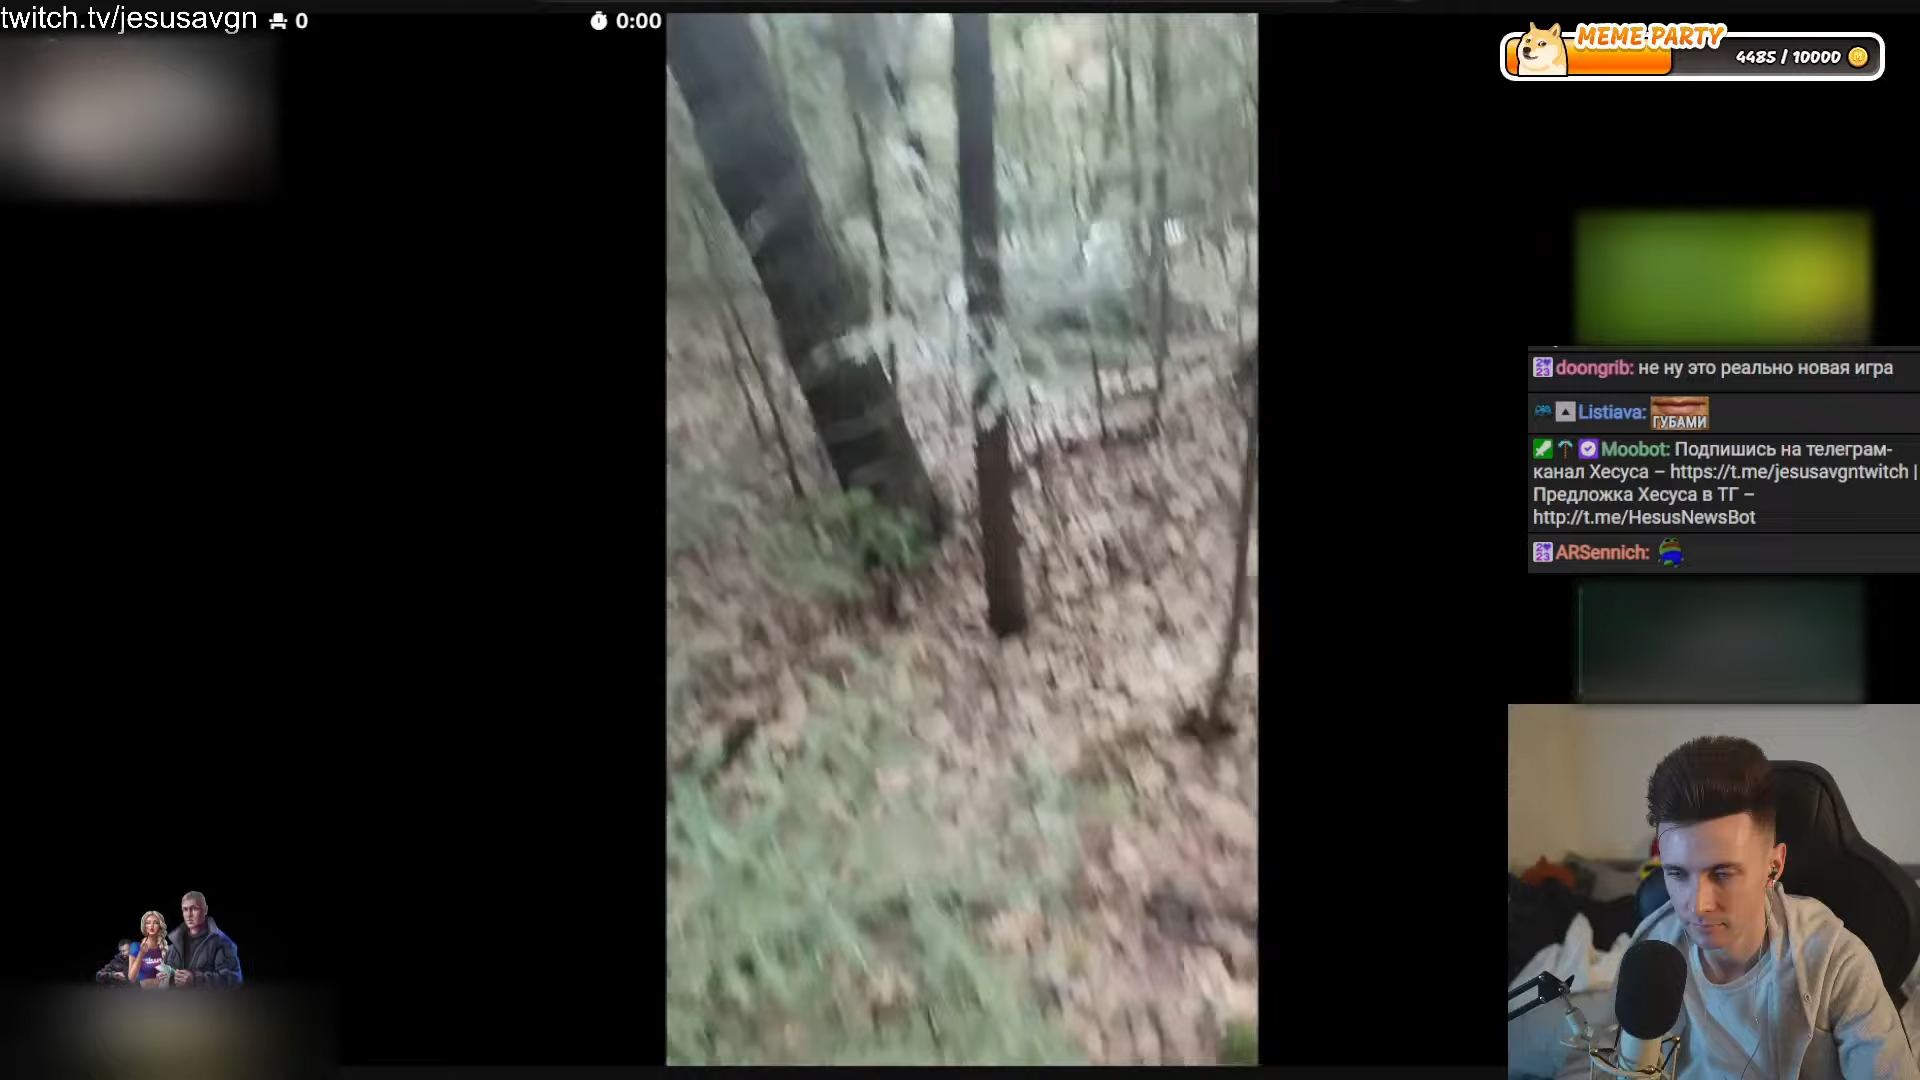 twitch.tv/jesusavgn 0
0:00
MEME PARTY
4485 / 10000
doongrib: не ну это реально новая игра
Listiava: ГУБАМИ
Moobot: Подпишись на телеграм-
канал Хесуса – https://t.me/jesusavgntwitch |
Предложка Хесуса в ТГ –
http://t.me/HesusNewsBot
ARSennich: